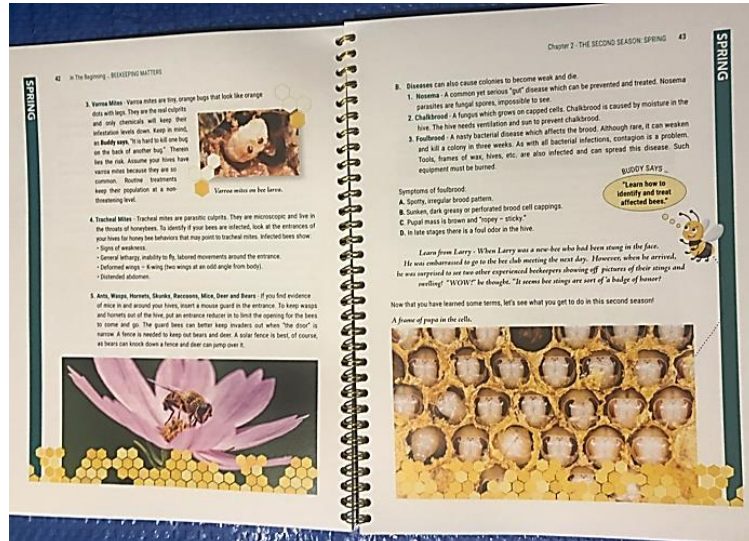 42 In The Beginning... BEEKEEPING MATTERS
SPRING
3. Varroa Mites - Varroa mites are tiny, orange bugs that look like orange
dots with legs. They are the real culprits
and only chemicals will keep their
infestation levels down. Keep in mind,
as Buddy says, "It is hard to kill one bug
on the back of another bug." Therein
lies the risk. Assume your hives have
varroa mites because they are so
common. Routine treatments
keep their population at a non-
threatening level.
Varroa mites on bee larva.
4. Tracheal Mites - Tracheal mites are parasitic culprits. They are microscopic and live in
the throats of honeybees. To identify if your bees are infected, look at the entrances of
your hives for honey bee behaviors that may point to tracheal mites. Infected bees show:
• Signs of weakness.
• General lethargy, inability to fly, labored movements around the entrance.
• Deformed wings – K-wing (two wings at an odd angle from body).
• Distended abdomen.
5. Ants, Wasps, Hornets, Skunks, Raccoons, Mice, Deer and Bears - If you find evidence
of mice in and around your hives, insert a mouse guard in the entrance. To keep wasps
and hornets out of the hive, put an entrance reducer in to limit the opening for the bees
to come and go. The guard bees can better keep invaders out when "the door" is
narrow. A fence is needed to keep out bears and deer. A solar fence is best, of course,
as bears can knock down a fence and deer can jump over it.
Chapter 2 - THE SECOND SEASON: SPRING 43
SPRING
B. Diseases can also cause colonies to become weak and die.
1. Nosema - A common yet serious "gut" disease which can be prevented and treated. Nosema
parasites are fungal spores, impossible to see.
2. Chalkbrood - A fungus which grows on capped cells. Chalkbrood is caused by moisture in the
hive. The hive needs ventilation and sun to prevent chalkbrood.
3. Foulbrood - A nasty bacterial disease which affects the brood. Although rare, it can weaken
and kill a colony in three weeks. As with all bacterial infections, contagion is a problem.
Tools, frames of wax, hives, etc. are also infected and can spread this disease. Such
equipment must be burned.
BUDDY SAYS ...
"Learn how to
identify and treat
affected bees."
Symptoms of foulbrood:
A. Spotty, irregular brood pattern.
B. Sunken, dark greasy or perforated brood cell cappings.
C. Pupal mass is brown and "ropey – sticky."
D. In late stages there is a foul odor in the hive.
Learn from Larry - When Larry was a new-bee who had been stung in the face.
He was embarrassed to go to the bee club meeting the next day. However, when he arrived,
he was surprised to see two other experienced beekeepers showing off pictures of their stings and
swelling! "WOW!" he thought. "It seems bee stings are sort of a badge of honor!"
Now that you have learned some terms, let's see what you get to do in this second season!
A frame of pupa in the cells.